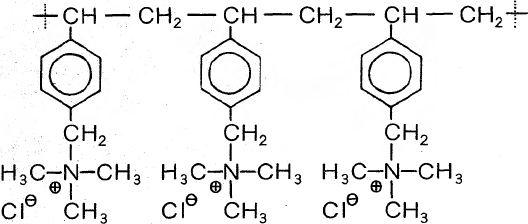 CH — CH₂ — CH — CH₂ — CH — CH₂
CH₂ CH₂ CH₂
H₃C—N—CH₃ H₃C—N—CH₃ H₃C—N—CH₃
⊕ ⊕ ⊕
Cl⊖ CH₃ Cl⊖ CH₃ Cl⊖ CH₃